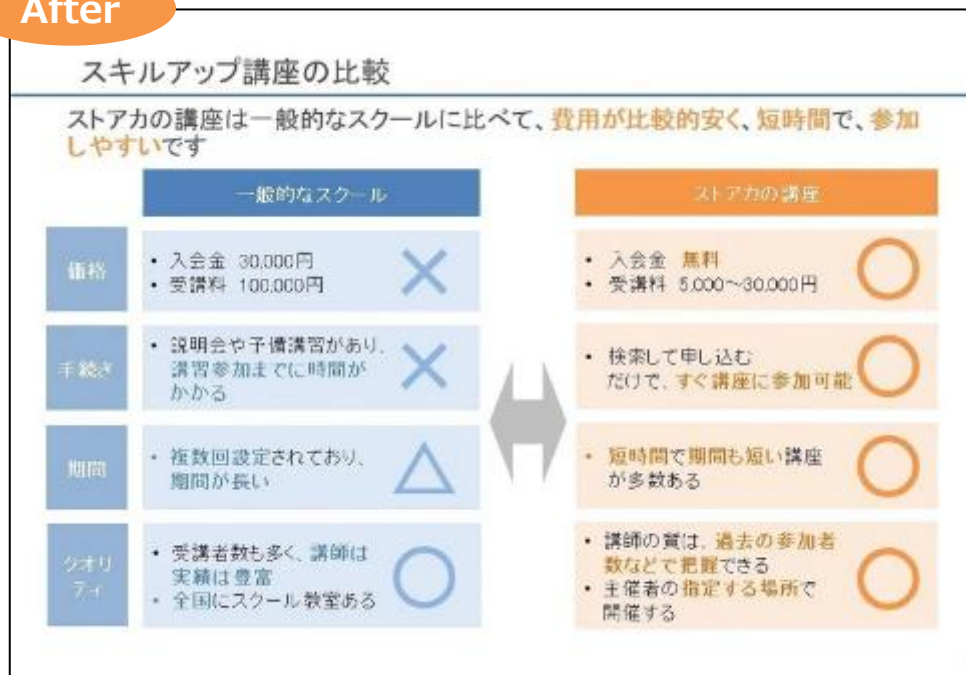 After
スキルアップ講座の比較
ストアカの講座は一般的なスクールに比べて、費用が比較的安く、短時間で、参加
しやすいです
一般的なスクール
ストアカの講座
価格
• 入会金 30,000円
• 受講料 100,000円
• 入会金 無料
• 受講料 5,000～30,000円
手続き
• 説明会や予備講習があり、
講習参加までに時間が
かかる
• 検索して申し込む
だけで、すぐ講座に参加可能
期間
• 複数回設定されており、
期間が長い
• 短時間で期間も短い講座
が多数ある
クオリ
ティ
• 受講者数も多く、講師は
実績は豊富
• 全国にスクール教室ある
• 講師の質は、過去の参加者
数などで把握できる
• 主催者の指定する場所で
開催する